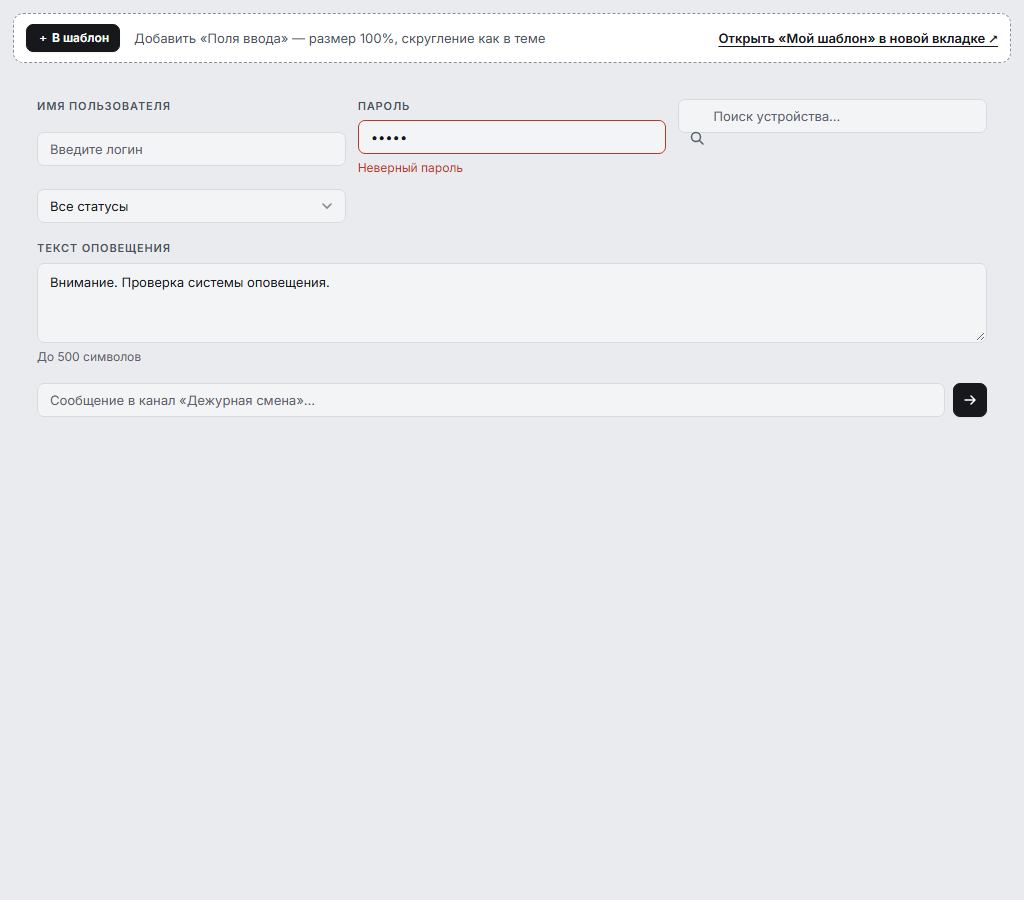 + В шаблон
Добавить «Поля ввода» — размер 100%, скругление как в теме
Открыть «Мой шаблон» в новой вкладке ↗
ИМЯ ПОЛЬЗОВАТЕЛЯ
Введите логин
ПАРОЛЬ
•••••
Неверный пароль
Поиск устройства...
Все статусы
ТЕКСТ ОПОВЕЩЕНИЯ
Внимание. Проверка системы оповещения.
До 500 символов
Сообщение в канал «Дежурная смена»...